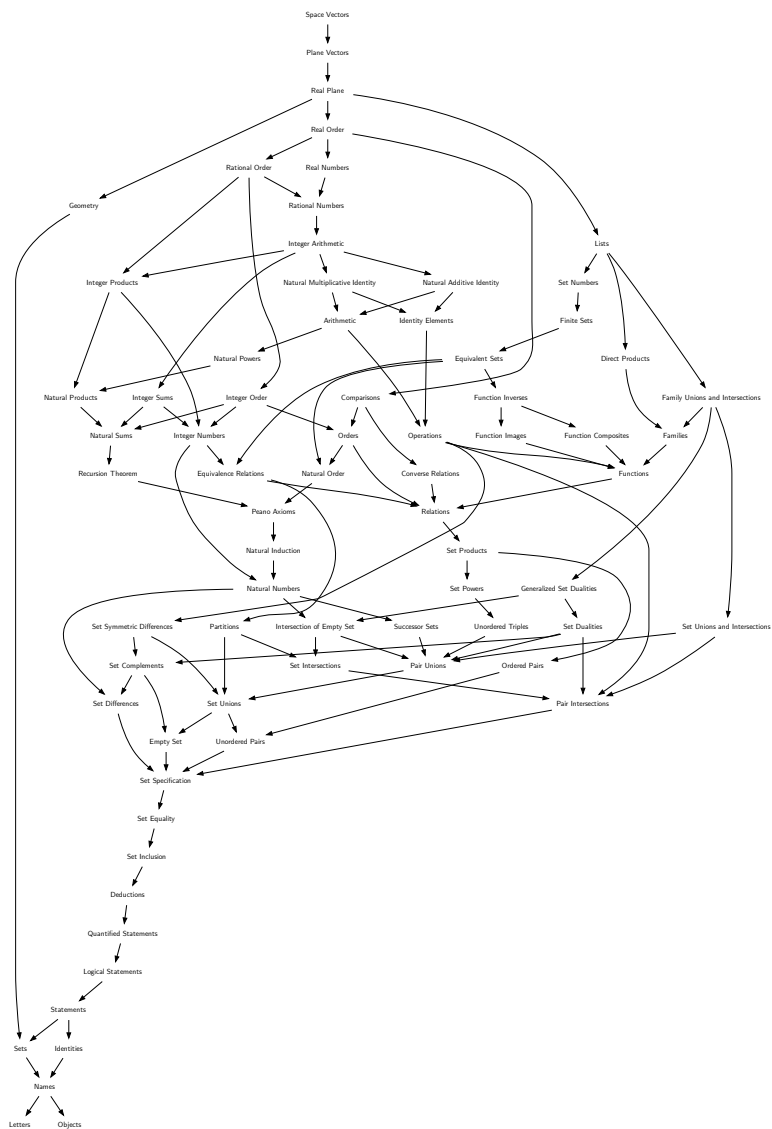 Space Vectors
Plane Vectors
Real Plane
Real Order
Rational Order
Real Numbers
Geometry
Rational Numbers
Integer Arithmetic
Lists
Integer Products
Natural Multiplicative Identity
Natural Additive Identity
Set Numbers
Arithmetic
Identity Elements
Finite Sets
Natural Powers
Equivalent Sets
Direct Products
Natural Products
Integer Sums
Integer Order
Comparisons
Function Inverses
Family Unions and Intersections
Natural Sums
Integer Numbers
Orders
Operations
Function Images
Function Composites
Families
Recursion Theorem
Equivalence Relations
Natural Order
Converse Relations
Functions
Peano Axioms
Relations
Natural Induction
Set Products
Natural Numbers
Set Powers
Generalized Set Dualities
Set Symmetric Differences
Partitions
Intersection of Empty Set
Successor Sets
Unordered Triples
Set Dualities
Set Unions and Intersections
Set Complements
Set Intersections
Pair Unions
Ordered Pairs
Set Differences
Set Unions
Pair Intersections
Empty Set
Unordered Pairs
Set Specification
Set Equality
Set Inclusion
Deductions
Quantified Statements
Logical Statements
Statements
Sets
Identities
Names
Letters
Objects